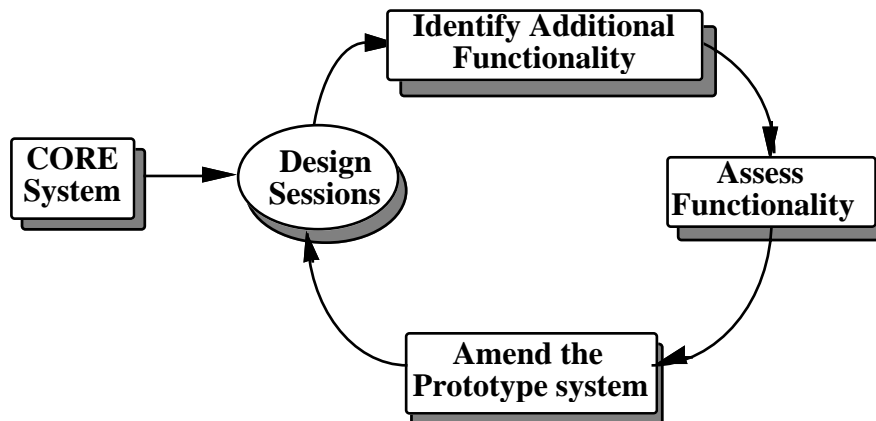 Identify Additional
Functionality
CORE
System
Design
Sessions
Assess
Functionality
Amend the
Prototype system